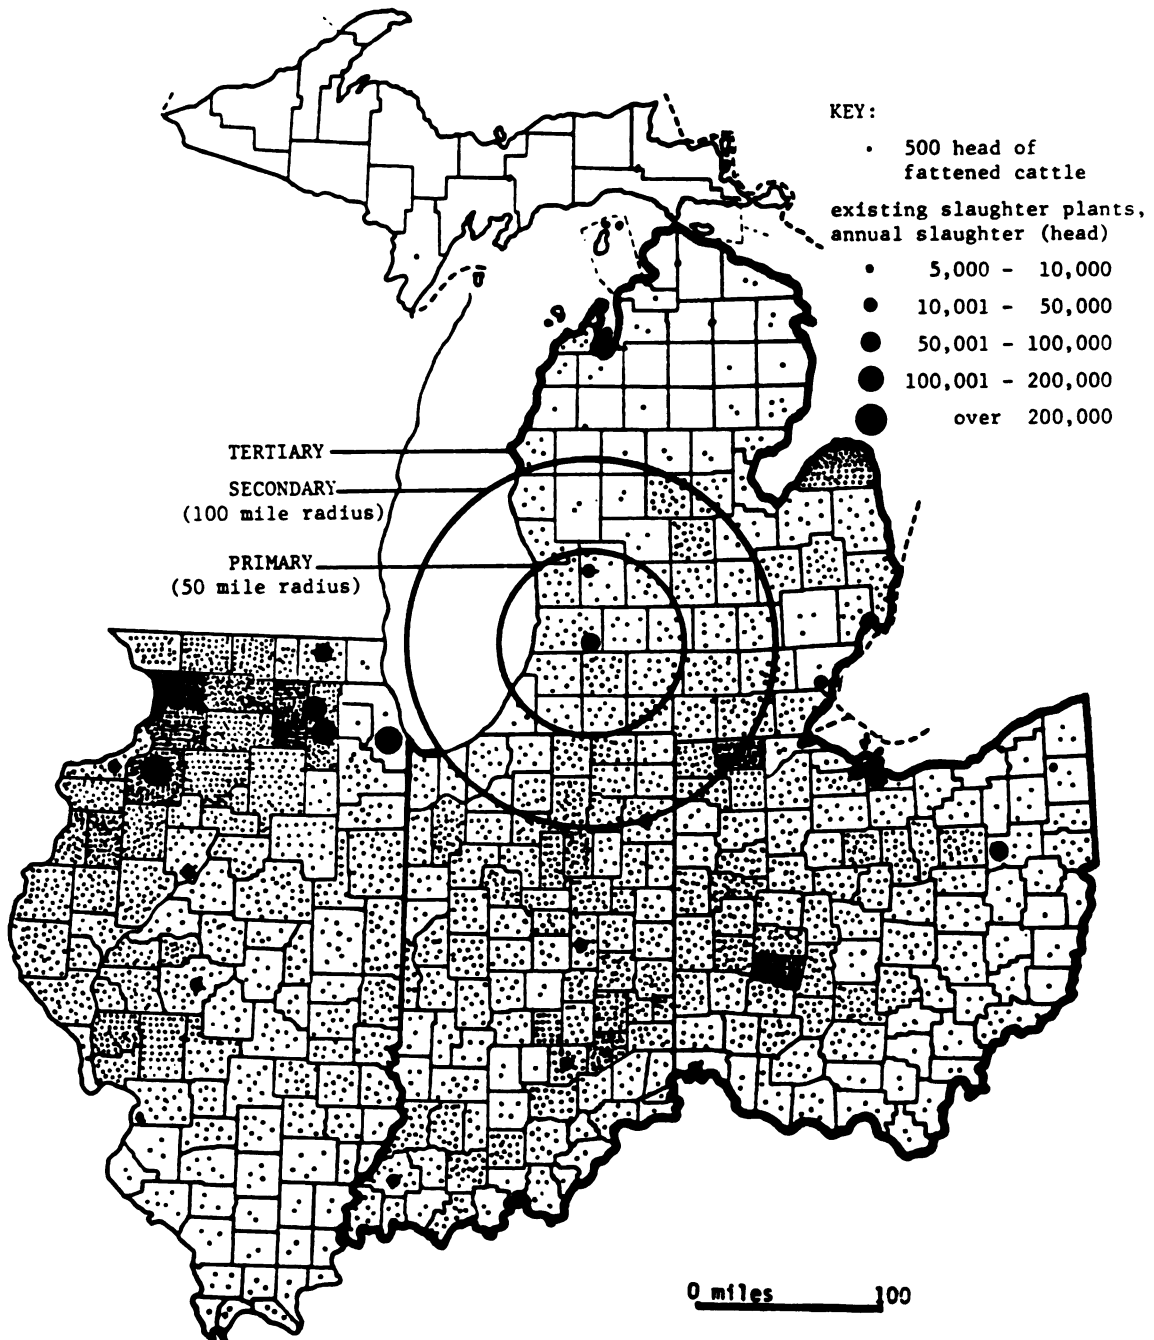 KEY:
500 head of
fattened cattle
existing slaughter plants,
annual slaughter (head)
5,000 - 10,000
10,001 - 50,000
50,001 - 100,000
100,001 - 200,000
over 200,000
TERTIARY
SECONDARY
(100 mile radius)
PRIMARY
(50 mile radius)
0 miles 100